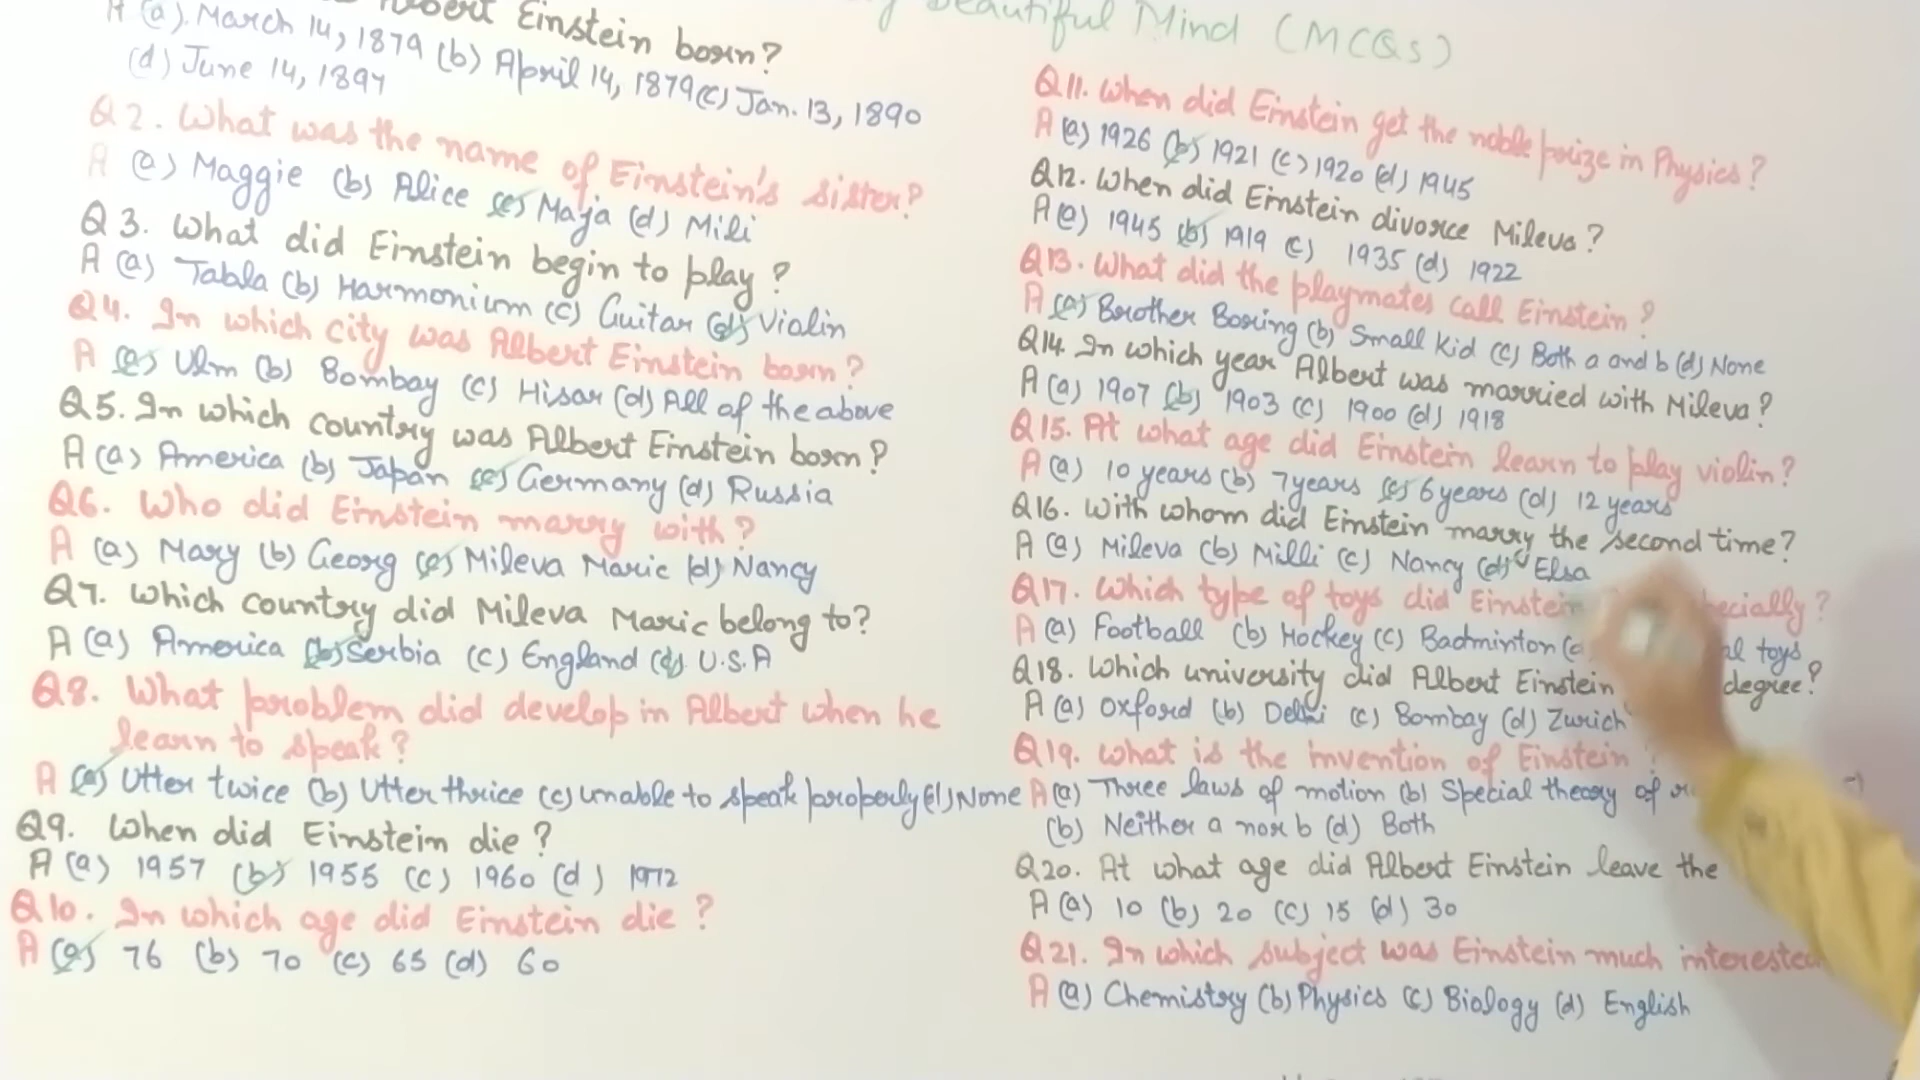 Albert Einstein born?
A (a) March 14, 1879 (b) April 14, 1879 (c) Jan. 13, 1890
(d) June 14, 1897
Q2. What was the name of Einstein's sister?
A (a) Maggie (b) Alice (c) Maja (d) Mili
Q3. What did Einstein begin to play?
A (a) Tabla (b) Harmonium (c) Guitar (d) Violin
Q4. In which city was Albert Einstein born?
A (a) Ulm (b) Bombay (c) Hisar (d) All of the above
Q5. In which country was Albert Einstein born?
A (a) America (b) Japan (c) Germany (d) Russia
Q6. Who did Einstein marry with?
A (a) Mary (b) Georg (c) Mileva Maric (d) Nancy
Q7. Which country did Mileva Maric belong to?
A (a) America (b) Serbia (c) England (d) U.S.A
Q8. What problem did develop in Albert when he
learn to speak?
A (a) Utter twice (b) Utter thrice (c) unable to speak properly (d) None
Q9. When did Einstein die?
A (a) 1957 (b) 1955 (c) 1960 (d) 1972
Q10. In which age did Einstein die?
A (a) 76 (b) 70 (c) 65 (d) 60
Beautiful Mind (MCQs)
Q11. When did Einstein get the noble prize in Physics?
A (a) 1926 (b) 1921 (c) 1920 (d) 1945
Q12. When did Einstein divorce Mileva?
A (a) 1945 (b) 1919 (c) 1935 (d) 1922
Q13. What did the playmates call Einstein?
A (a) Brother Boring (b) Small Kid (c) Both a and b (d) None
Q14. In which year Albert was married with Mileva?
A (a) 1907 (b) 1903 (c) 1900 (d) 1918
Q15. At what age did Einstein learn to play violin?
A (a) 10 years (b) 7 years (c) 6 years (d) 12 years
Q16. With whom did Einstein marry the second time?
A (a) Mileva (b) Milli (c) Nancy (d) Elsa
Q17. Which type of toys did Einstein ?
A (a) Football (b) Hockey (c) Badminton toys
Q18. Which university did Albert Einstein degree?
A (a) Oxford (b) Delhi (c) Bombay (d) Zurich
Q19. What is the invention of Einstein ?
A (a) Three laws of motion (b) Special theory of
(b) Neither a nor b (d) Both
Q20. At what age did Albert Einstein leave the
A (a) 10 (b) 20 (c) 15 (d) 30
Q21. In which subject was Einstein much interested
A (a) Chemistry (b) Physics (c) Biology (d) English